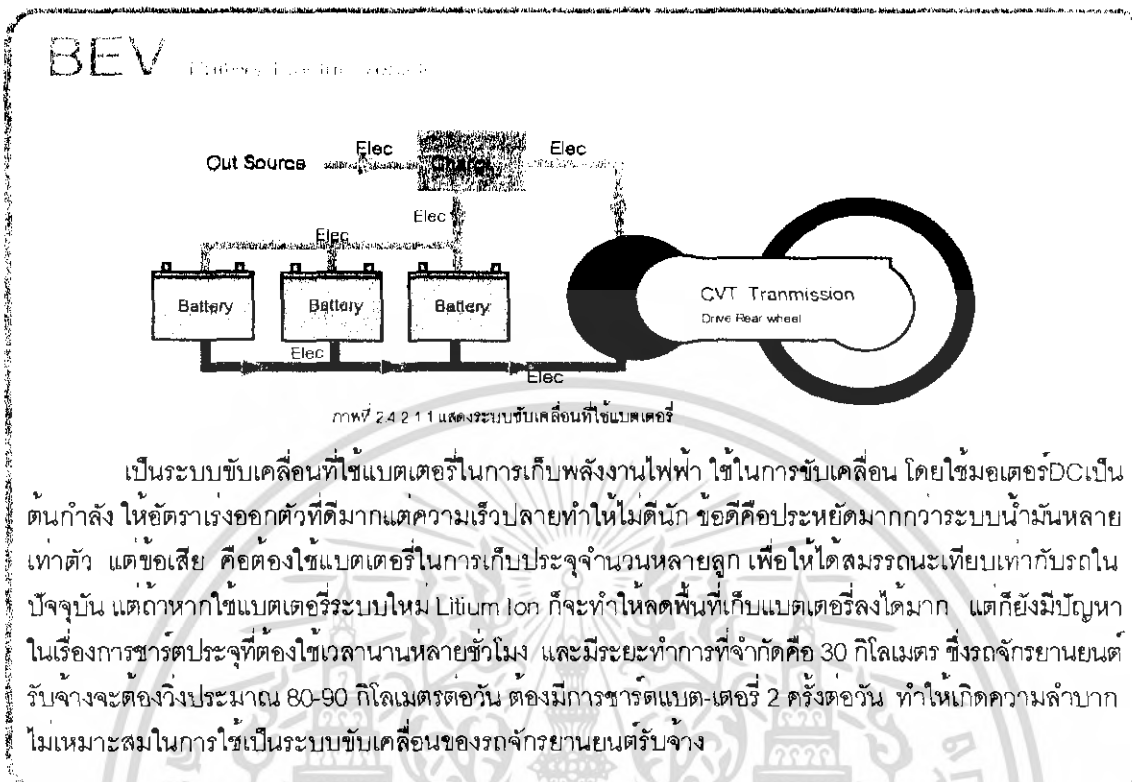 BEV Battery Electric Vehicle
Elec Elec
Out Source Charge
Elec
Elec
Battery Battery Battery
CVT Tranmission
Drive Rear wheel
Elec
Elec
ภาพที่ 2.4.2.1.1 แสดงระบบขับเคลื่อนที่ใช้แบตเตอรี่
เป็นระบบขับเคลื่อนที่ใช้แบตเตอรี่ในการเก็บพลังงานไฟฟ้า ใช้ในการขับเคลื่อน โดยใช้มอเตอร์DCเป็น
ต้นกำลัง ให้อัตราเร่งออกตัวที่ดีมากแต่ความเร็วปลายทำให้ไม่ดีนัก ข้อดีคือประหยัดมากกว่าระบบน้ำมันหลาย
เท่าตัว แต่ข้อเสีย คือต้องใช้แบตเตอรี่ในการเก็บประจุจำนวนหลายลูก เพื่อให้ได้สมรรถนะเทียบเท่ากับรถใน
ปัจจุบัน แต่ถ้าหากใช้แบตเตอรี่ระบบใหม่ Litium Ion ก็จะทำให้ลดพื้นที่เก็บแบตเตอรี่ลงได้มาก แต่ก็ยังมีปัญหา
ในเรื่องการชาร์ตประจุที่ต้องใช้เวลานานหลายชั่วโมง และมีระยะทำการที่จำกัดคือ 30 กิโลเมตร ซึ่งรถจักรยานยนต์
รับจ้างจะต้องวิ่งประมาณ 80-90 กิโลเมตรต่อวัน ต้องมีการชาร์ตแบต-เตอรี่ 2 ครั้งต่อวัน ทำให้เกิดความลำบาก
ไม่เหมาะสมในการใช้เป็นระบบขับเคลื่อนของรถจักรยานยนต์รับจ้าง